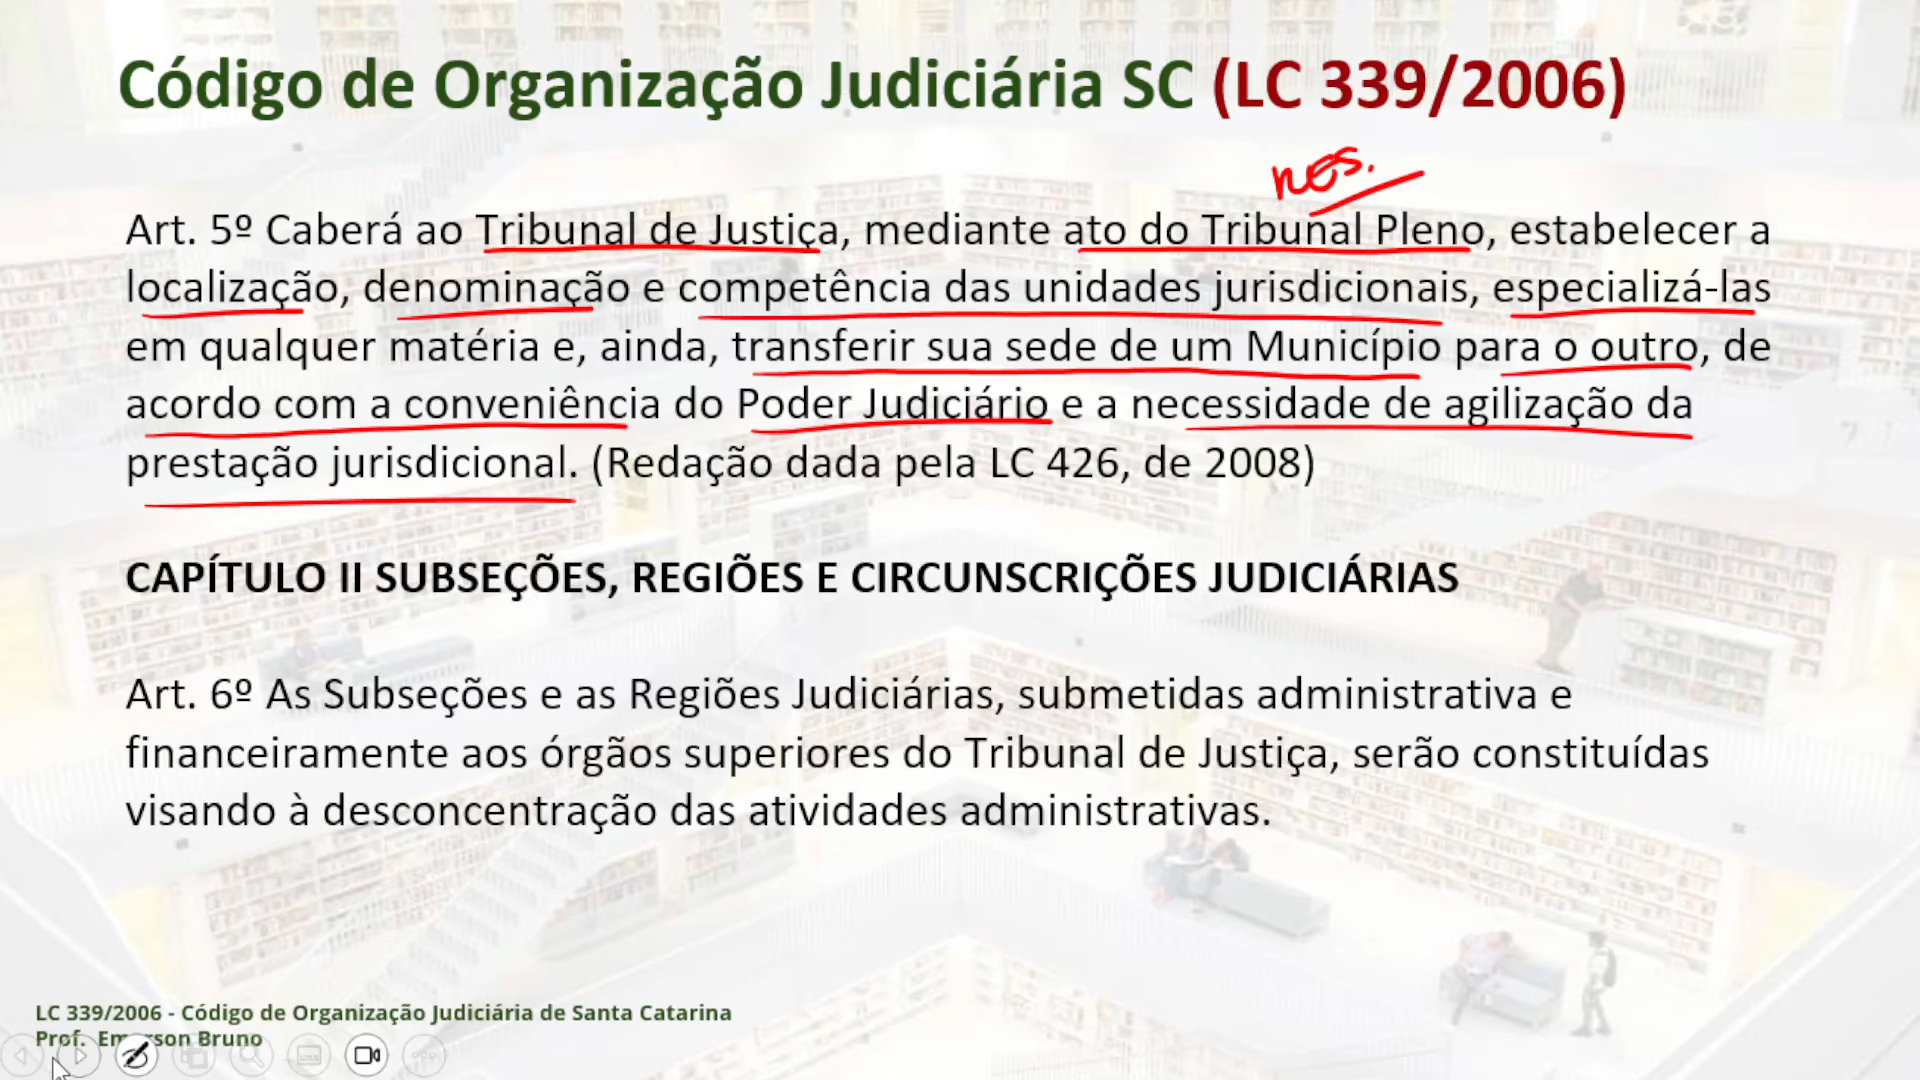 Código de Organização Judiciária SC (LC 339/2006)
Art. 5º Caberá ao Tribunal de Justiça, mediante ato do Tribunal Pleno, estabelecer a
localização, denominação e competência das unidades jurisdicionais, especializá-las
em qualquer matéria e, ainda, transferir sua sede de um Município para o outro, de
acordo com a conveniência do Poder Judiciário e a necessidade de agilização da
prestação jurisdicional. (Redação dada pela LC 426, de 2008)
CAPÍTULO II SUBSEÇÕES, REGIÕES E CIRCUNSCRIÇÕES JUDICIÁRIAS
Art. 6º As Subseções e as Regiões Judiciárias, submetidas administrativa e
financeiramente aos órgãos superiores do Tribunal de Justiça, serão constituídas
visando à desconcentração das atividades administrativas.
LC 339/2006 - Código de Organização Judiciária de Santa Catarina
Prof. Emerson Bruno